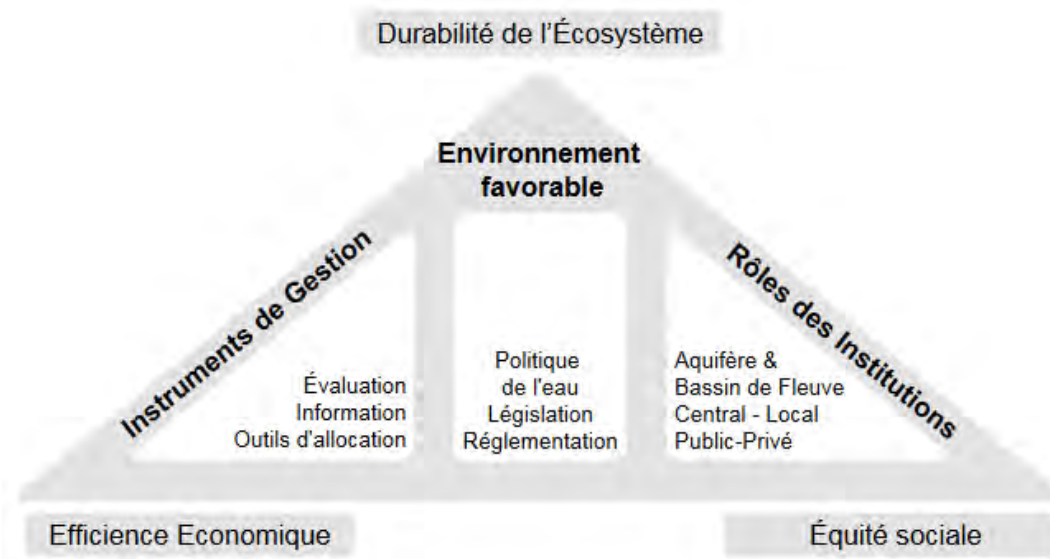 Durabilité de l'Écosystème
Environnement
favorable
Instruments de Gestion
Rôles des Institutions
Évaluation
Information
Outils d'allocation
Politique
de l'eau
Législation
Réglementation
Aquifère &
Bassin de Fleuve
Central - Local
Public-Privé
Efficience Economique
Équité sociale